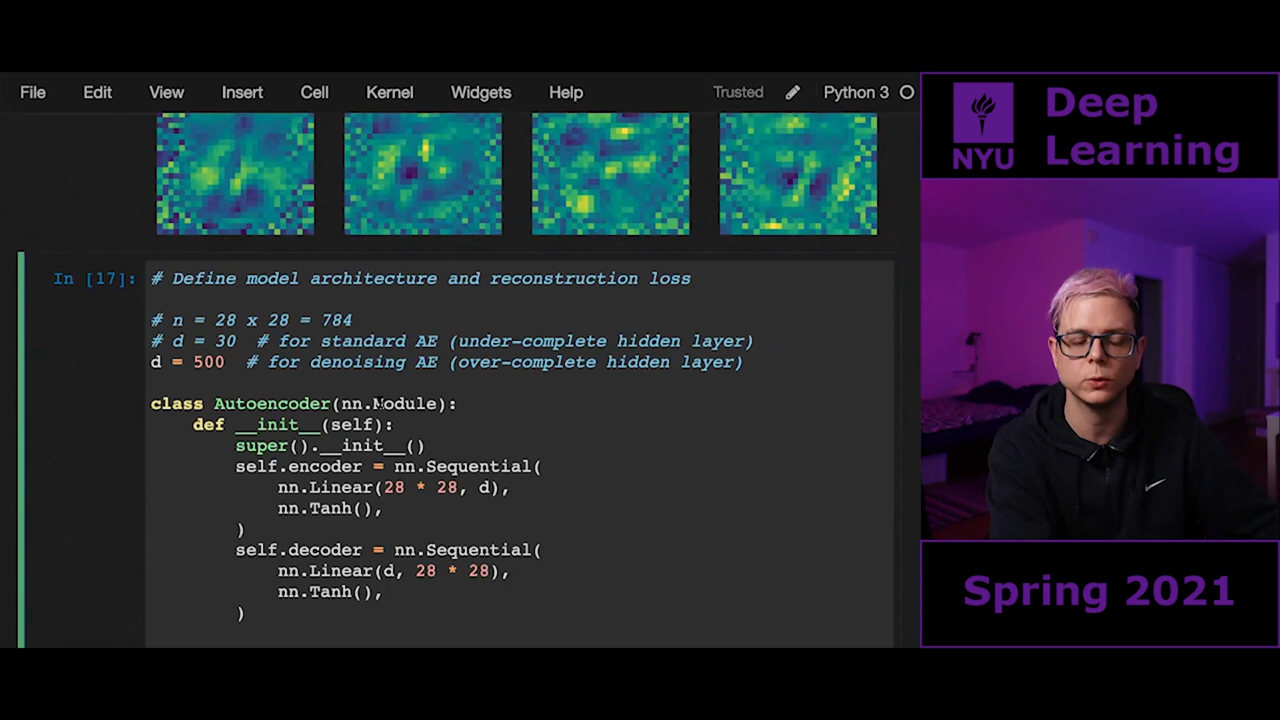 File Edit View Insert Cell Kernel Widgets Help Trusted Python 3
NYU
Deep
Learning
In [17]:
# Define model architecture and reconstruction loss
# n = 28 x 28 = 784
# d = 30  # for standard AE (under-complete hidden layer)
d = 500  # for denoising AE (over-complete hidden layer)
class Autoencoder(nn.Module):
    def __init__(self):
        super().__init__()
        self.encoder = nn.Sequential(
            nn.Linear(28 * 28, d),
            nn.Tanh(),
        )
        self.decoder = nn.Sequential(
            nn.Linear(d, 28 * 28),
            nn.Tanh(),
        )
Spring 2021